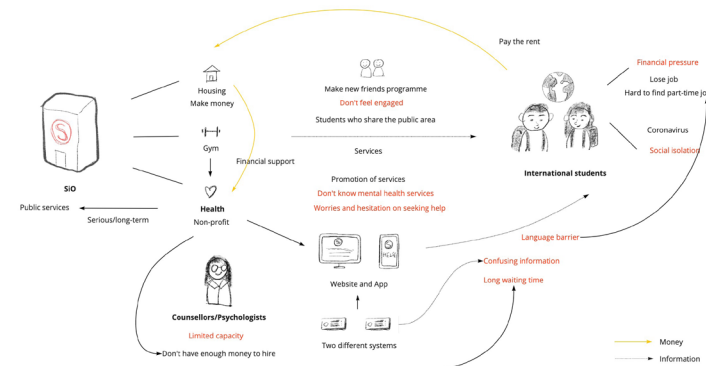 Pay the rent
Financial pressure
Lose job
Hard to find part-time jo
Housing
Make money
Make new friends programme
Don't feel engaged
Students who share the public area
Coronavirus
Social isolation
Gym
Financial support
Services
International students
SiO
Public services
Serious/long-term
Health
Non-profit
Promotion of services
Don't know mental health services
Worries and hesitation on seeking help
Language barrier
Confusing information
Long waiting time
S
S
HELP!
Website and App
Counsellors/Psychologists
Limited capacity
Don't have enough money to hire
Two different systems
Money
Information